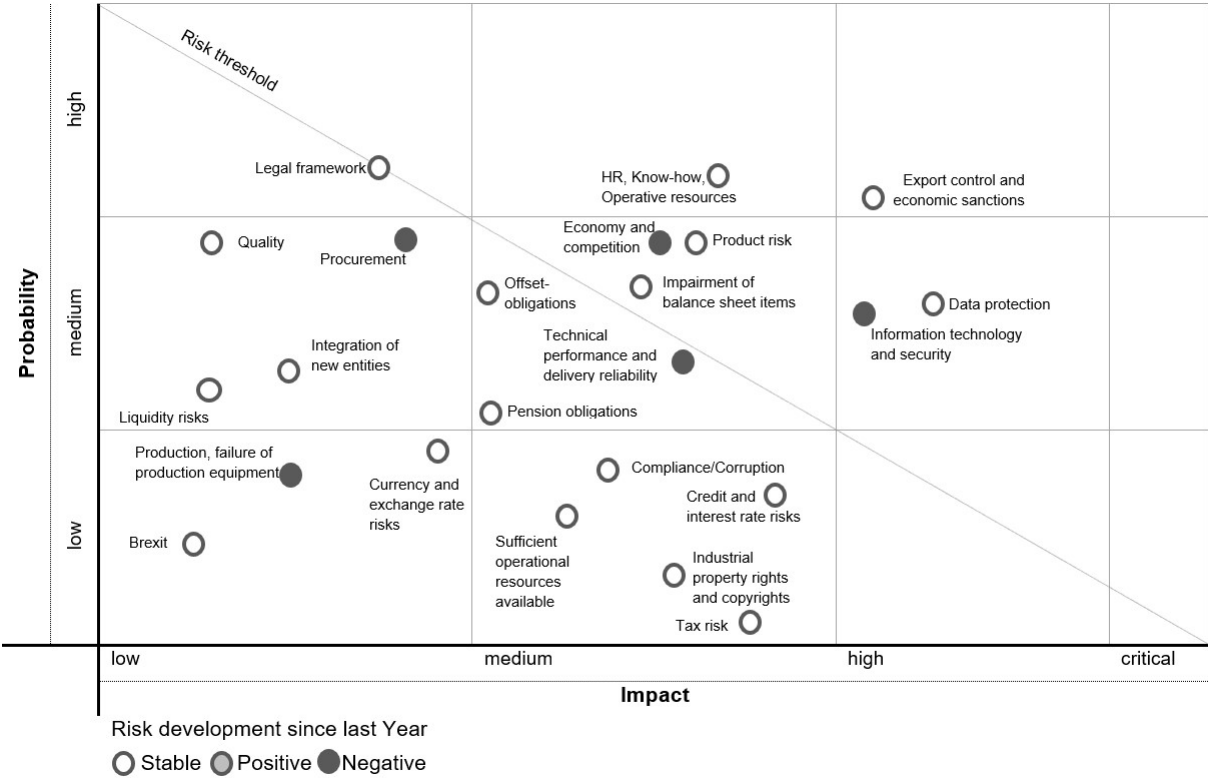 Risk threshold
high
Legal framework
HR, Know-how,
Operative resources
Export control and
economic sanctions
Probability
medium
Quality
Procurement
Economy and
competition
Product risk
Offset-
obligations
Impairment of
balance sheet items
Data protection
Information technology
and security
Technical
performance and
delivery reliability
Integration of
new entities
Liquidity risks
Pension obligations
low
Production, failure of
production equipment
Currency and
exchange rate
risks
Compliance/Corruption
Credit and
interest rate risks
Brexit
Sufficient
operational
resources
available
Industrial
property rights
and copyrights
Tax risk
low medium high critical
Impact
Risk development since last Year
Stable Positive Negative